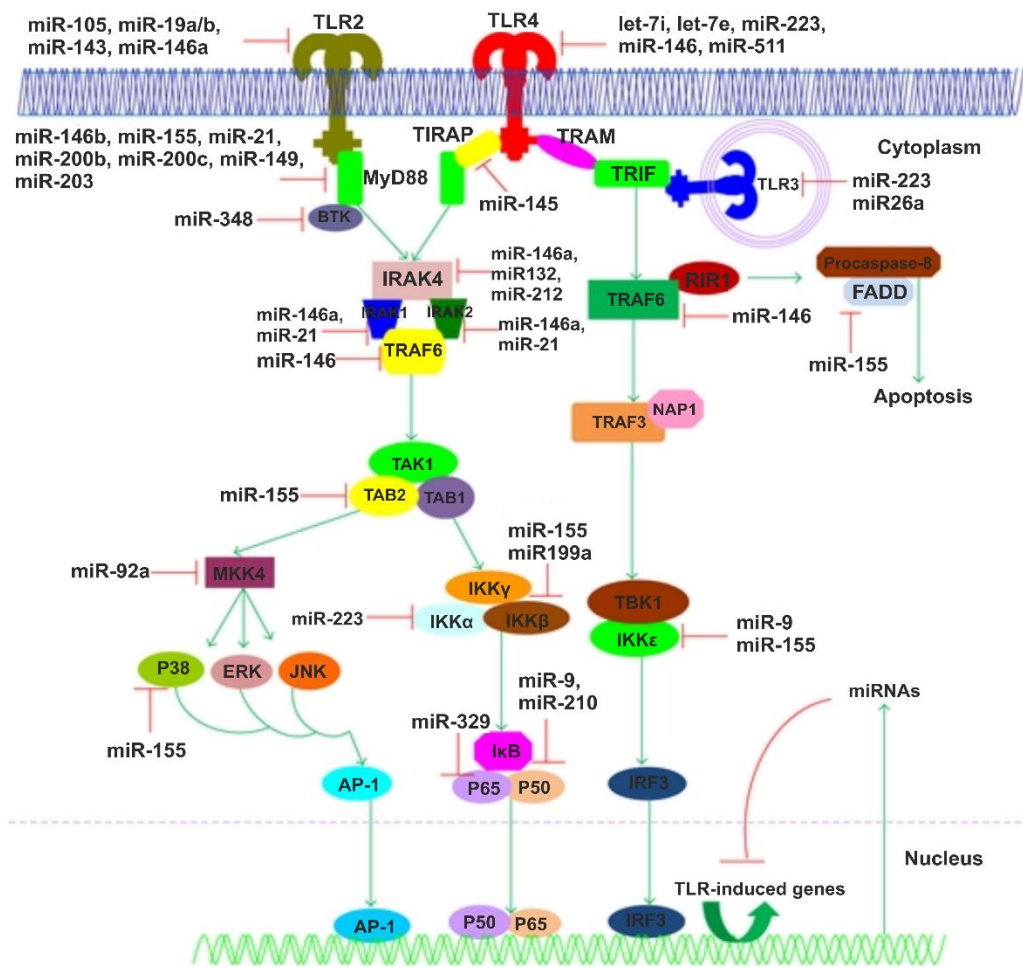 TLR2
TLR4
miR-105, miR-19a/b,
miR-143, miR-146a
let-7i, let-7e, miR-223,
miR-146, miR-511
miR-146b, miR-155, miR-21,
miR-200b, miR-200c, miR-149,
miR-203
TIRAP
TRAM
Cytoplasm
MyD88
TRIF
TLR3
miR-223
miR26a
miR-145
miR-348
BTK
IRAK4
miR-146a,
miR132,
miR-212
TRAF6
RIR1
Procaspase-8
FADD
miR-146a,
miR-21
IRAK1
IRAK2
miR-146a,
miR-21
miR-146
miR-146
TRAF6
miR-155
Apoptosis
TRAF3
NAP1
TAK1
miR-155
TAB2
TAB1
miR-155
miR199a
miR-92a
MKK4
IKKγ
TBK1
miR-223
IKKα
IKKβ
IKKε
miR-9
miR-155
P38
ERK
JNK
miR-9,
miR-210
miRNAs
miR-329
miR-155
IκB
AP-1
P65
P50
IRF3
Nucleus
TLR-induced genes
AP-1
P50
P65
IRF3